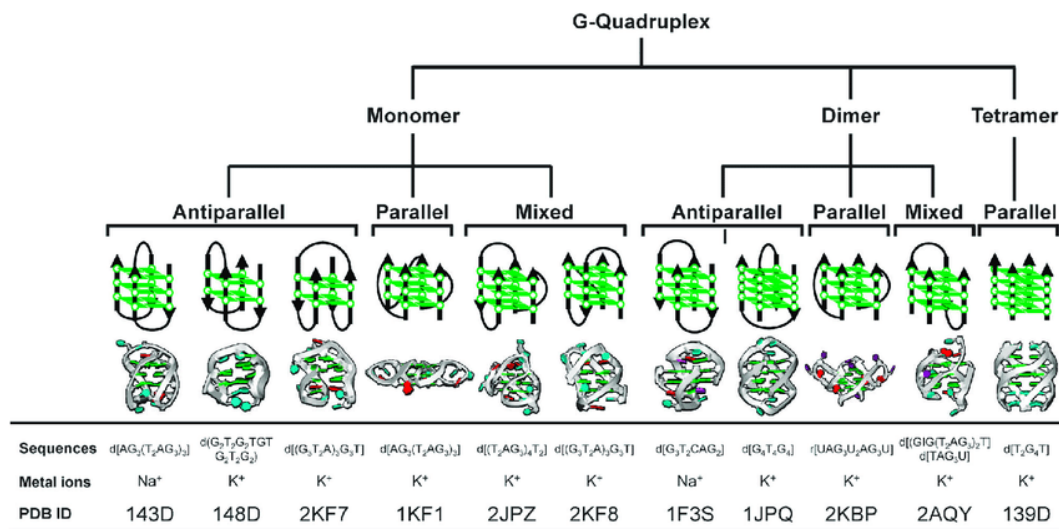 G-Quadruplex
Monomer Dimer Tetramer
Antiparallel Parallel Mixed Antiparallel Parallel Mixed Parallel
Sequences d[AG₃(T₂AG₃)₃] d(G₂T₂G₂TGT G₂T₂G₂) d[(G₃T₂A)₃G₃T] d[AG₃(T₂AG₃)₃] d[(T₂AG₃)₄T₂] d[(G₃T₂A)₃G₃T] d[G₃T₂CAG₂] d[G₄T₄G₄] r[UAG₃U₂AG₃U] d[(GIG(T₂AG₃)₂T] d[TAG₃U] d[T₂G₄T]
Metal ions Na⁺ K⁺ K⁺ K⁺ K⁺ K⁺ Na⁺ K⁺ K⁺ K⁺ K⁺
PDB ID 143D 148D 2KF7 1KF1 2JPZ 2KF8 1F3S 1JPQ 2KBP 2AQY 139D